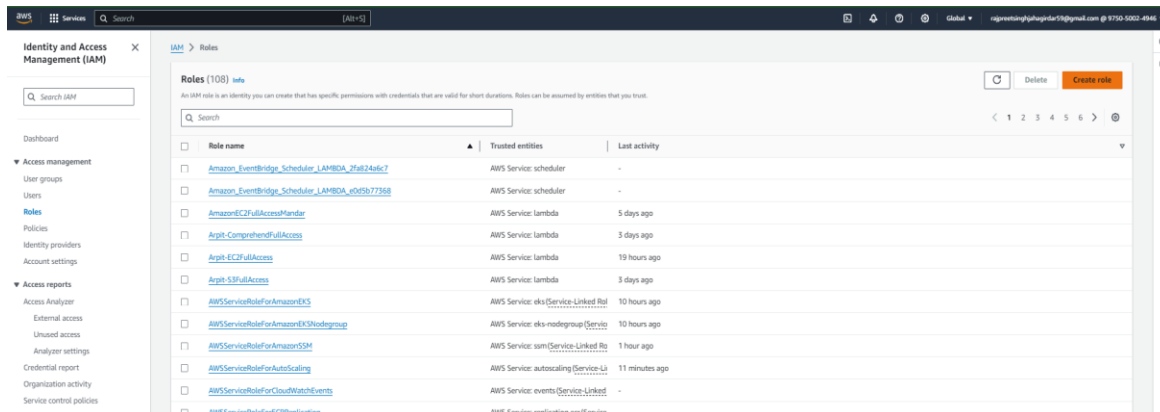 aws Services Search [Alt+S] Global rajpreetsinghjahagirdar59@gmail.com @ 9750-5002-4946
Identity and Access Management (IAM)
Search IAM
Dashboard
Access management
User groups
Users
Roles
Policies
Identity providers
Account settings
Access reports
Access Analyzer
External access
Unused access
Analyzer settings
Credential report
Organization activity
Service control policies
IAM > Roles
Roles (108) Info
Delete Create role
An IAM role is an identity you can create that has specific permissions with credentials that are valid for short durations. Roles can be assumed by entities that you trust.
Search
< 1 2 3 4 5 6 >
Role name Trusted entities Last activity
Amazon_EventBridge_Scheduler_LAMBDA_2fa824a6c7 AWS Service: scheduler -
Amazon_EventBridge_Scheduler_LAMBDA_e0d5b77368 AWS Service: scheduler -
AmazonEC2FullAccessMandar AWS Service: lambda 5 days ago
Arpit-ComprehendFullAccess AWS Service: lambda 3 days ago
Arpit-EC2FullAccess AWS Service: lambda 19 hours ago
Arpit-S3FullAccess AWS Service: lambda 3 days ago
AWSServiceRoleForAmazonEKS AWS Service: eks (Service-Linked Rol 10 hours ago
AWSServiceRoleForAmazonEKSNodegroup AWS Service: eks-nodegroup (Servic 10 hours ago
AWSServiceRoleForAmazonSSM AWS Service: ssm (Service-Linked Ro 1 hour ago
AWSServiceRoleForAutoScaling AWS Service: autoscaling (Service-Li 11 minutes ago
AWSServiceRoleForCloudWatchEvents AWS Service: events (Service-Linked -